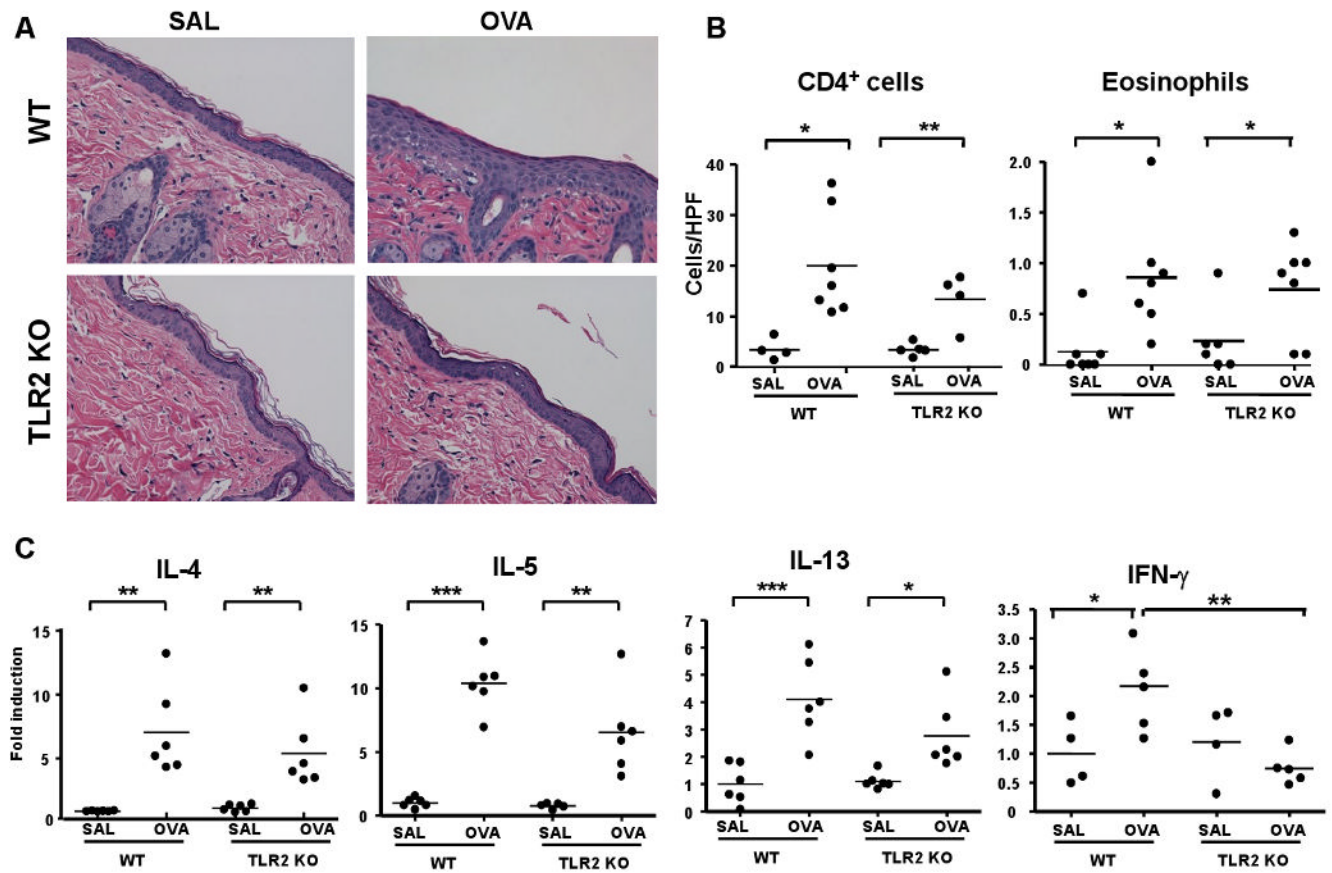 A
SAL
OVA
WT
TLR2 KO
B
CD4+ cells
Eosinophils
*
**
*
*
Cells/HPF
40
30
20
10
0
2.0
1.5
1.0
0.5
0
SAL
OVA
SAL
OVA
SAL
OVA
SAL
OVA
WT
TLR2 KO
WT
TLR2 KO
C
IL-4
IL-5
IL-13
IFN-γ
**
**
***
**
***
*
*
**
Fold induction
15
10
5
0
15
10
5
0
7
6
5
4
3
2
1
0
3.5
3.0
2.5
2.0
1.5
1.0
0.5
0
SAL
OVA
SAL
OVA
SAL
OVA
SAL
OVA
SAL
OVA
SAL
OVA
SAL
OVA
SAL
OVA
WT
TLR2 KO
WT
TLR2 KO
WT
TLR2 KO
WT
TLR2 KO